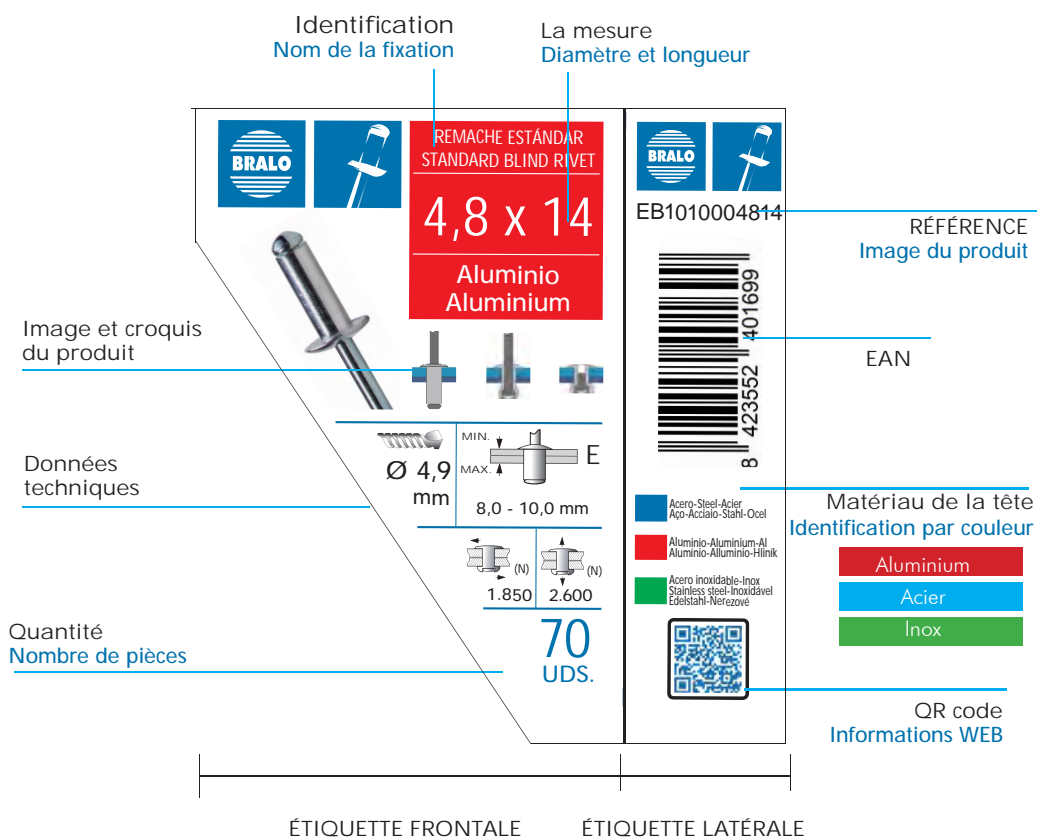 Identification
Nom de la fixation
La mesure
Diamètre et longueur
BRALO
REMACHE ESTÁNDAR
STANDARD BLIND RIVET
4,8 x 14
Aluminio
Aluminium
BRALO
EB1010004814
RÉFÉRENCE
Image du produit
8 423552 401699
EAN
Image et croquis
du produit
Données
techniques
Ø 4,9
mm
MIN.
MAX.
E
8,0 - 10,0 mm
(N)
1.850
(N)
2.600
Acero-Steel-Acier
Aço-Acciaio-Stahl-Ocel
Aluminio-Aluminium-Al
Aluminio-Alluminio-Hliník
Acero inoxidable-Inox
Stainless steel-Inoxidável
Edelstahl-Nerezové
Matériau de la tête
Identification par couleur
Aluminium
Acier
Inox
Quantité
Nombre de pièces
70
UDS.
QR code
Informations WEB
ÉTIQUETTE FRONTALE
ÉTIQUETTE LATÉRALE